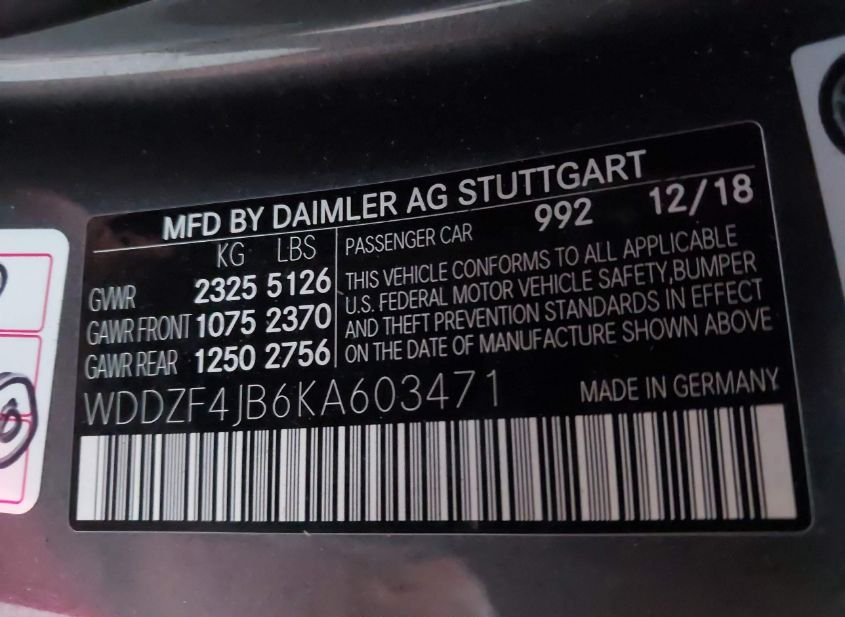 MFD BY DAIMLER AG STUTTGART
KG LBS
GVWR 2325 5126
GAWR FRONT 1075 2370
GAWR REAR 1250 2756
PASSENGER CAR 992 12/18
THIS VEHICLE CONFORMS TO ALL APPLICABLE
U.S. FEDERAL MOTOR VEHICLE SAFETY,BUMPER
AND THEFT PREVENTION STANDARDS IN EFFECT
ON THE DATE OF MANUFACTURE SHOWN ABOVE
WDDZF4JB6KA603471 MADE IN GERMANY